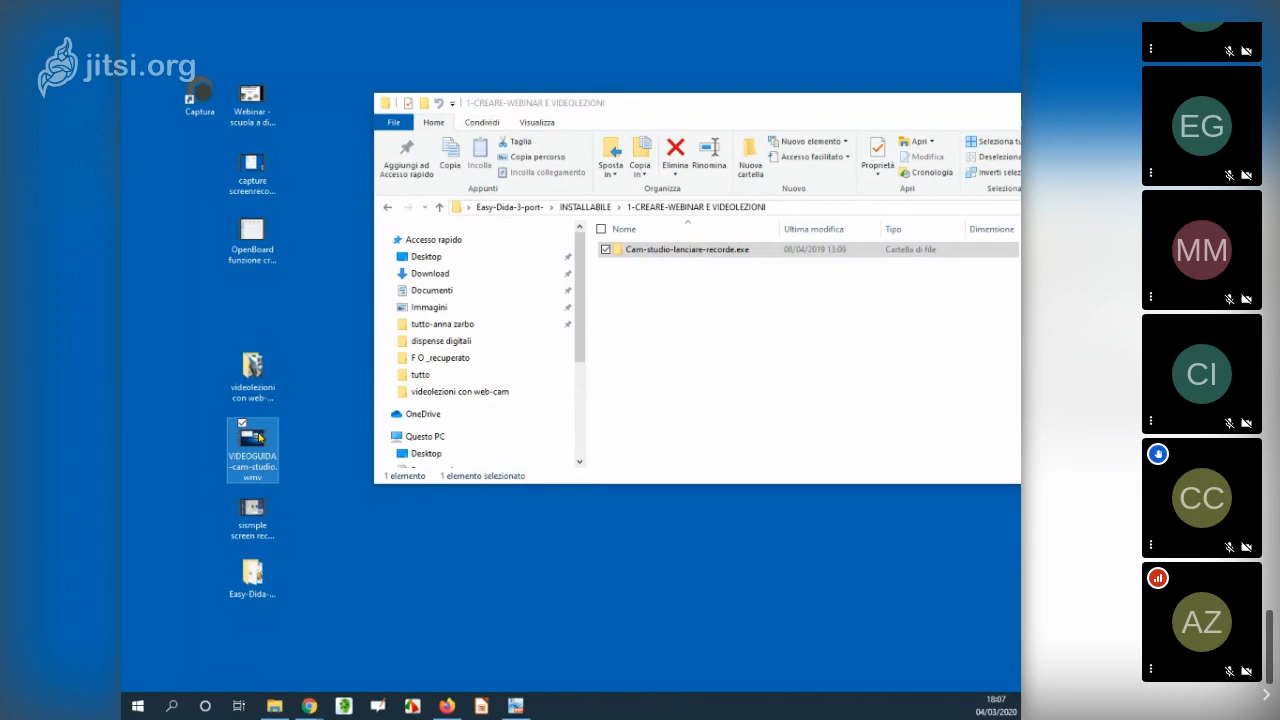 jitsi.org
Captura
Webinar -
scuola a di...
capture
screenreco...
OpenBoard
funzione cr...
videolezioni
con web-...
VIDEOGUIDA
-cam-studio.
wmv
sismple
screen rec...
Easy-Dida-...
1-CREARE-WEBINAR E VIDEOLEZIONI
File Home Condividi Visualizza
Aggiungi ad
Accesso rapido
Copia
Incolla
Taglia
Copia percorso
Incolla collegamento
Appunti
Sposta
in
Copia
in
Elimina
Rinomina
Organizza
Nuova
cartella
Nuovo elemento
Accesso facilitato
Nuovo
Proprietà
Apri
Modifica
Cronologia
Apri
Seleziona tu
Deseleziona
Inverti selez
Seleziona
Easy-Dida-3-port- > INSTALLABILE > 1-CREARE-WEBINAR E VIDEOLEZIONI
Accesso rapido
Desktop
Download
Documenti
Immagini
tutto-anna zarbo
dispense digitali
F O _recuperato
tutto
videolezioni con web-cam
OneDrive
Questo PC
Desktop
Nome Ultima modifica Tipo Dimensione
Cam-studio-lanciare-recorde.exe 08/04/2019 13:09 Cartella di file
1 elemento 1 elemento selezionato
18:07
04/03/2020
EG
MM
CI
CC
AZ